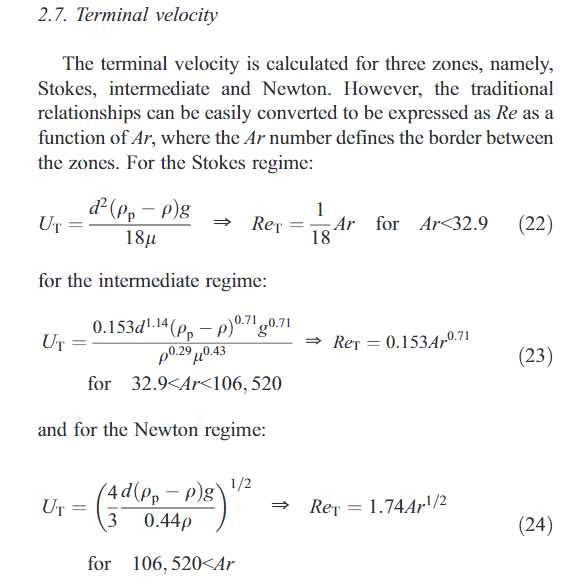 2.7. Terminal velocity
The terminal velocity is calculated for three zones, namely,
Stokes, intermediate and Newton. However, the traditional
relationships can be easily converted to be expressed as Re as a
function of Ar, where the Ar number defines the border between
the zones. For the Stokes regime:
U_T = d²(ρ_p − ρ)g / 18μ ⇒ Re_T = 1/18 Ar for Ar<32.9 (22)
for the intermediate regime:
U_T = 0.153d^1.14(ρ_p − ρ)^0.71 g^0.71 / ρ^0.29 μ^0.43 ⇒ Re_T = 0.153Ar^0.71
(23)
for 32.9<Ar<106, 520
and for the Newton regime:
U_T = (4/3 d(ρ_p − ρ)g / 0.44ρ)^1/2 ⇒ Re_T = 1.74Ar^1/2
(24)
for 106, 520<Ar